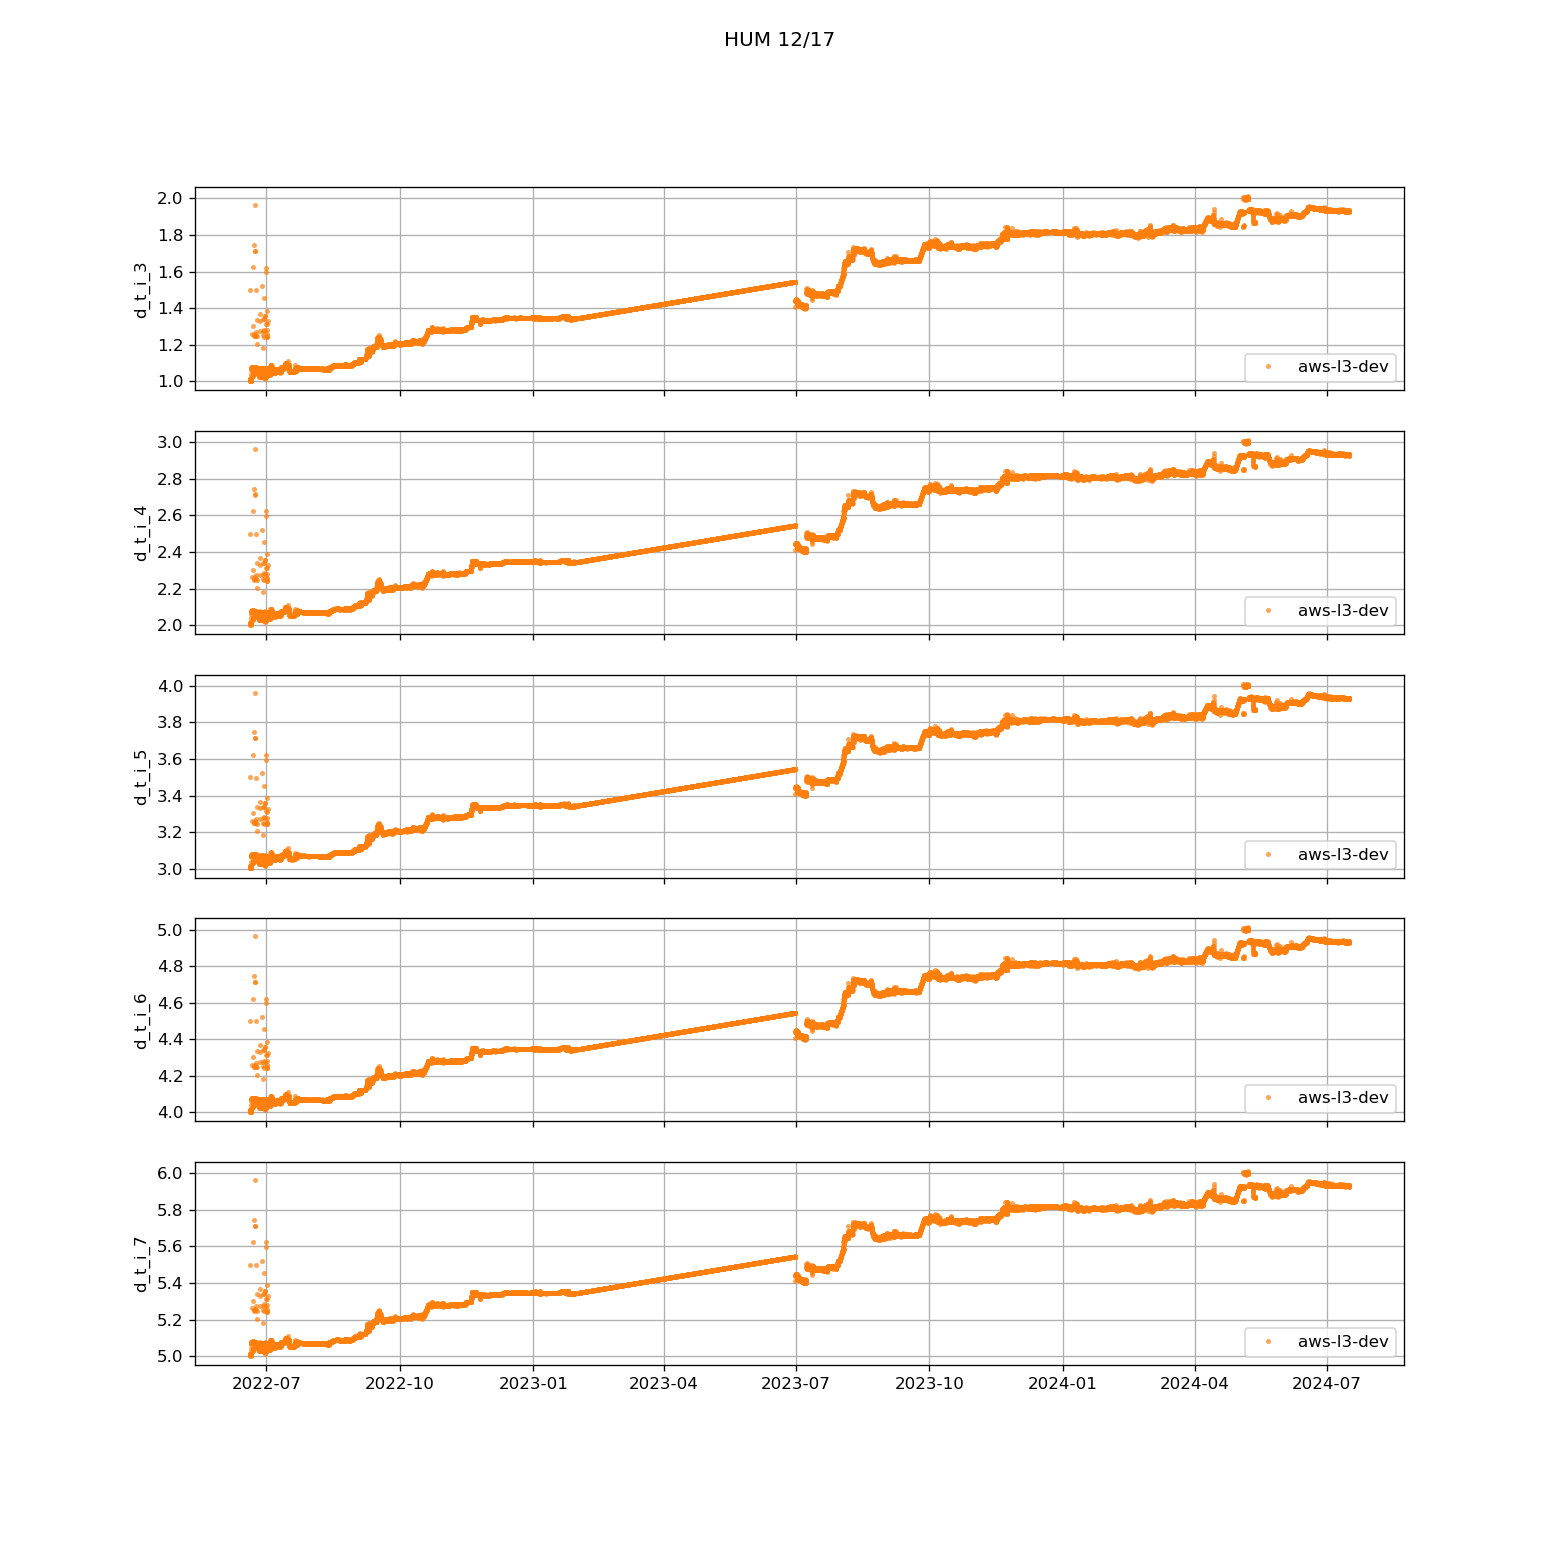 HUM 12/17
2.0
1.8
1.6
1.4
1.2
1.0
d_t_i_3
aws-l3-dev
3.0
2.8
2.6
2.4
2.2
2.0
d_t_i_4
aws-l3-dev
4.0
3.8
3.6
3.4
3.2
3.0
d_t_i_5
aws-l3-dev
5.0
4.8
4.6
4.4
4.2
4.0
d_t_i_6
aws-l3-dev
6.0
5.8
5.6
5.4
5.2
5.0
d_t_i_7
aws-l3-dev
2022-07 2022-10 2023-01 2023-04 2023-07 2023-10 2024-01 2024-04 2024-07